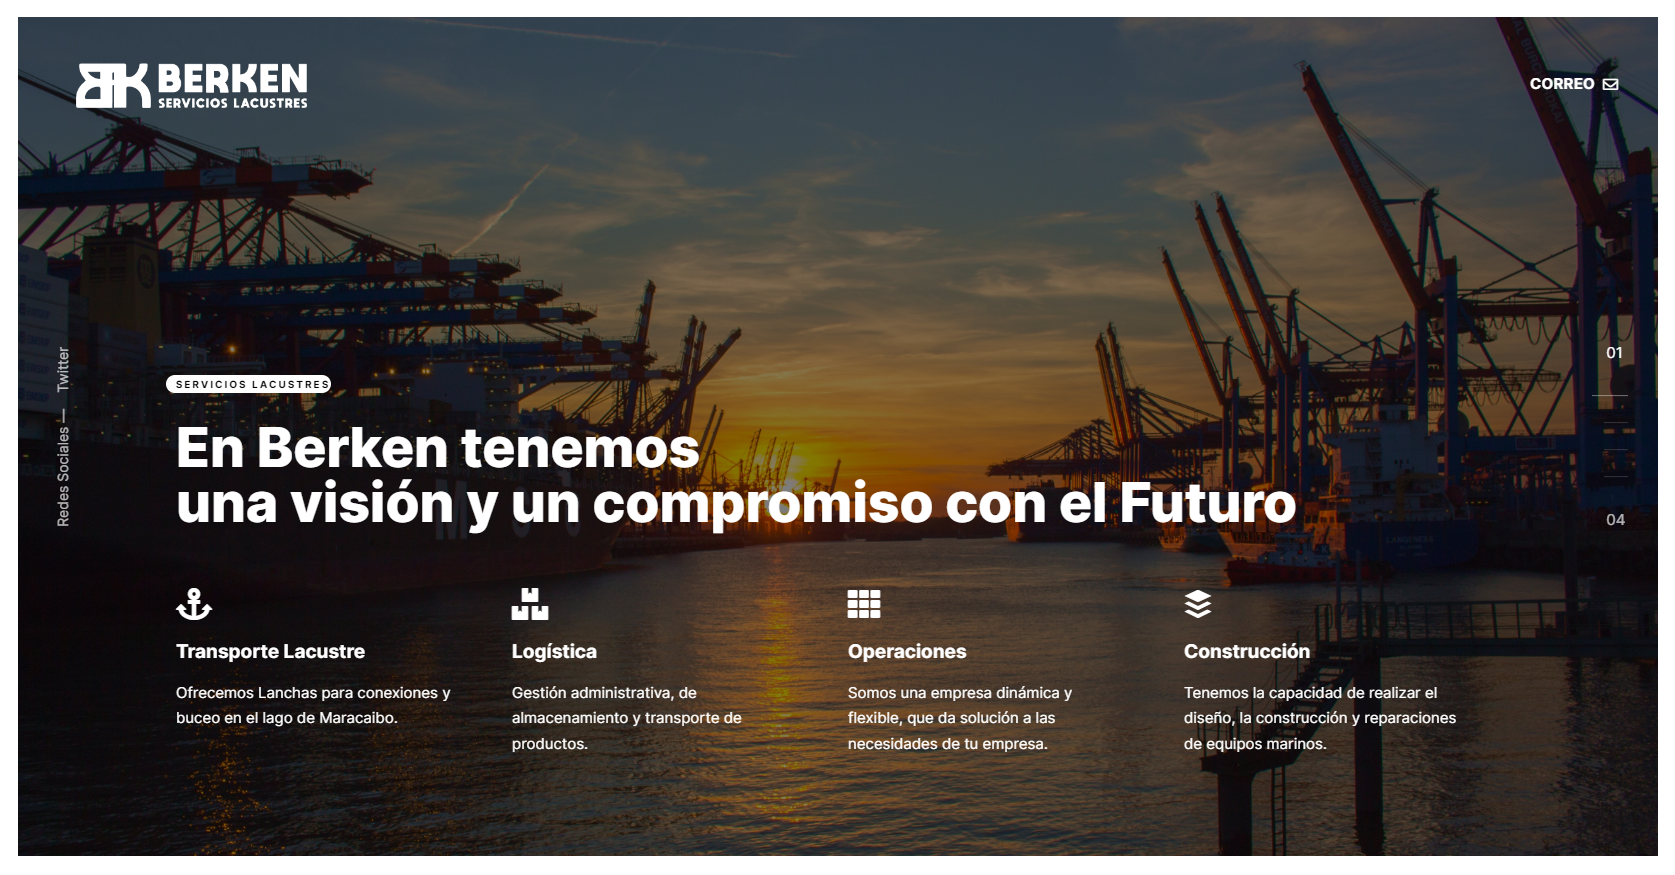 BK BERKEN
SERVICIOS LACUSTRES
CORREO
Redes Sociales — Twitter
01
04
SERVICIOS LACUSTRES
En Berken tenemos
una visión y un compromiso con el Futuro
Transporte Lacustre
Ofrecemos Lanchas para conexiones y
buceo en el lago de Maracaibo.
Logística
Gestión administrativa, de
almacenamiento y transporte de
productos.
Operaciones
Somos una empresa dinámica y
flexible, que da solución a las
necesidades de tu empresa.
Construcción
Tenemos la capacidad de realizar el
diseño, la construcción y reparaciones
de equipos marinos.